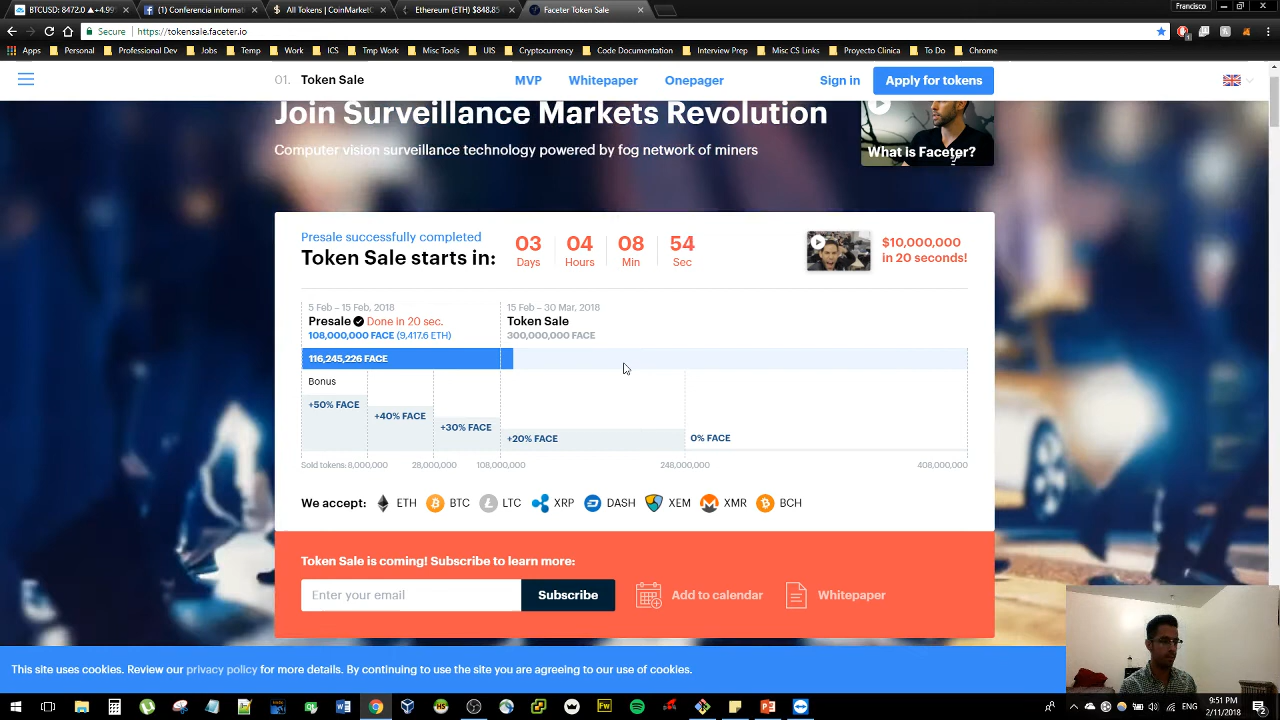 BTCUSD: 8472.0 ▲+4.99
(1) Conferencia informat
All Tokens | CoinMarketC
Ethereum (ETH) $848.85
Faceter Token Sale
Francisco
Secure | https://tokensale.faceter.io
Apps Personal Professional Dev Jobs Temp Work ICS Tmp Work Misc Tools UIS Cryptocurrency Code Documentation Interview Prep Misc CS Links Proyecto Clinica To Do Chrome
01. Token Sale MVP Whitepaper Onepager Sign in Apply for tokens
Join Surveillance Markets Revolution
Computer vision surveillance technology powered by fog network of miners
What is Faceter?
Presale successfully completed
Token Sale starts in:
03 04 08 54
Days Hours Min Sec
$10,000,000
in 20 seconds!
5 Feb – 15 Feb, 2018 15 Feb – 30 Mar, 2018
Presale Done in 20 sec. Token Sale
108,000,000 FACE (9,417.6 ETH) 300,000,000 FACE
116,245,226 FACE
Bonus
+50% FACE
+40% FACE
+30% FACE
+20% FACE
0% FACE
Sold tokens: 8,000,000 28,000,000 108,000,000 248,000,000 408,000,000
We accept: ETH BTC LTC XRP DASH XEM XMR BCH
Token Sale is coming! Subscribe to learn more:
Enter your email Subscribe Add to calendar Whitepaper
This site uses cookies. Review our privacy policy for more details. By continuing to use the site you are agreeing to our use of cookies.
9:51 PM
2/11/2018